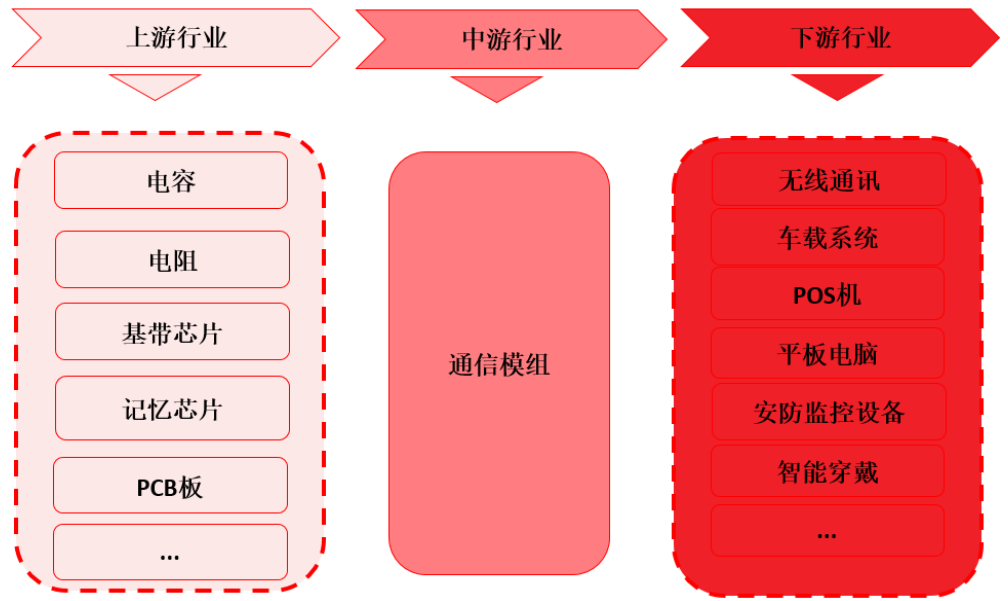 上游行业
中游行业
下游行业
电容
电阻
基带芯片
记忆芯片
PCB板
...
通信模组
无线通讯
车载系统
POS机
平板电脑
安防监控设备
智能穿戴
...